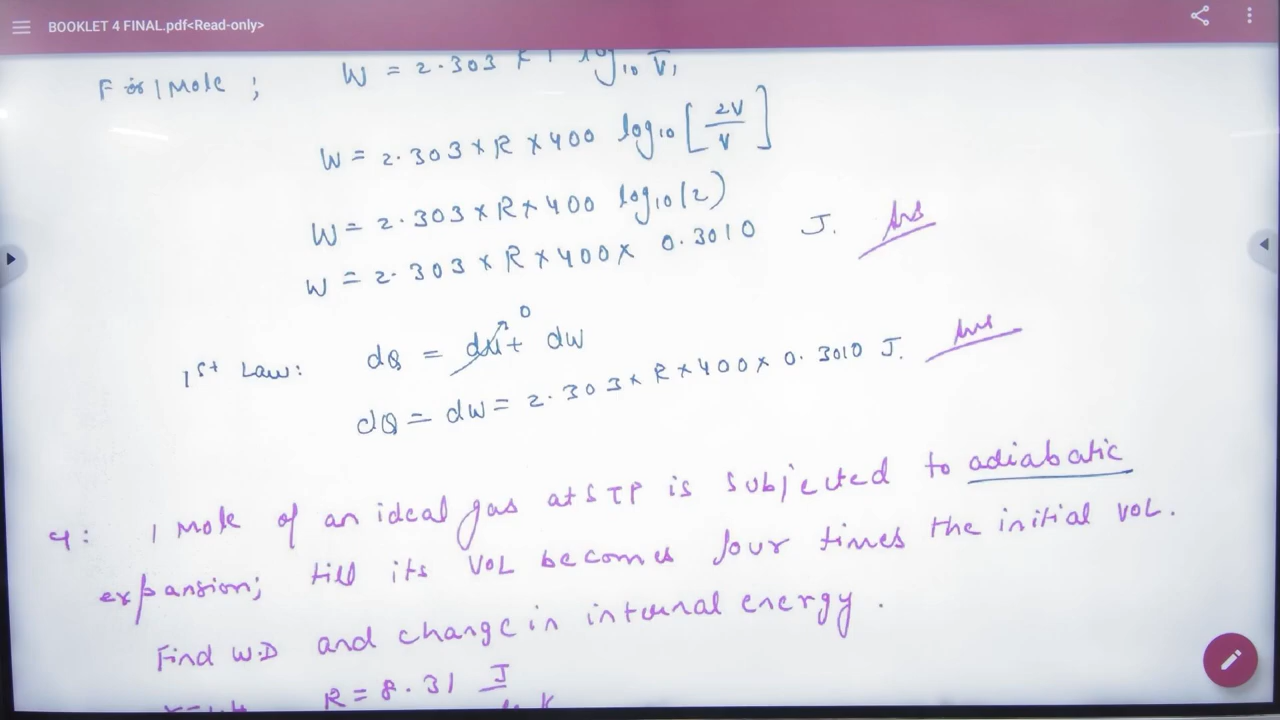 BOOKLET 4 FINAL.pdf<Read-only>
For 1 Mole ; W = 2.303 log10 V1
W = 2.303 × R × 400 log10 [2V/V]
W = 2.303 × R × 400 log10(2)
W = 2.303 × R × 400 × 0.3010 J. Ans
1st Law: dQ = du↗0 + dW
dQ = dW = 2.303 × R × 400 × 0.3010 J. Ans
4: 1 Mole of an ideal gas at STP is subjected to adiabatic
expansion; till its VOL becomes four times the initial VOL.
Find W.D and change in internal energy.
R = 8.31 J